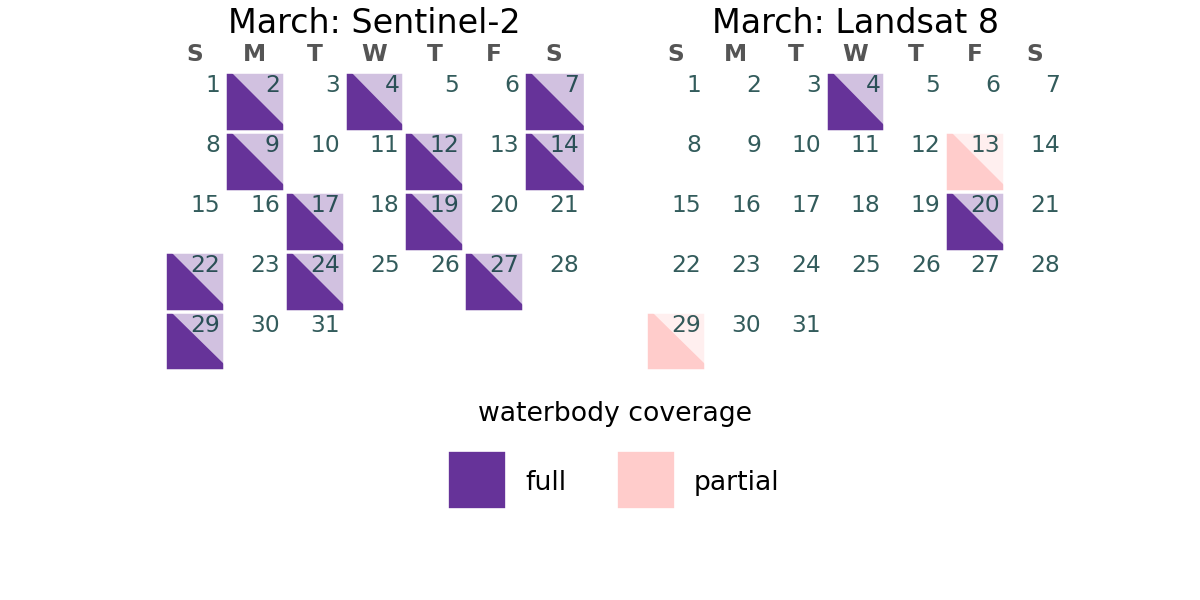 March: Sentinel-2
S M T W T F S
1 2 3 4 5 6 7
8 9 10 11 12 13 14
15 16 17 18 19 20 21
22 23 24 25 26 27 28
29 30 31
March: Landsat 8
S M T W T F S
1 2 3 4 5 6 7
8 9 10 11 12 13 14
15 16 17 18 19 20 21
22 23 24 25 26 27 28
29 30 31
waterbody coverage
full partial